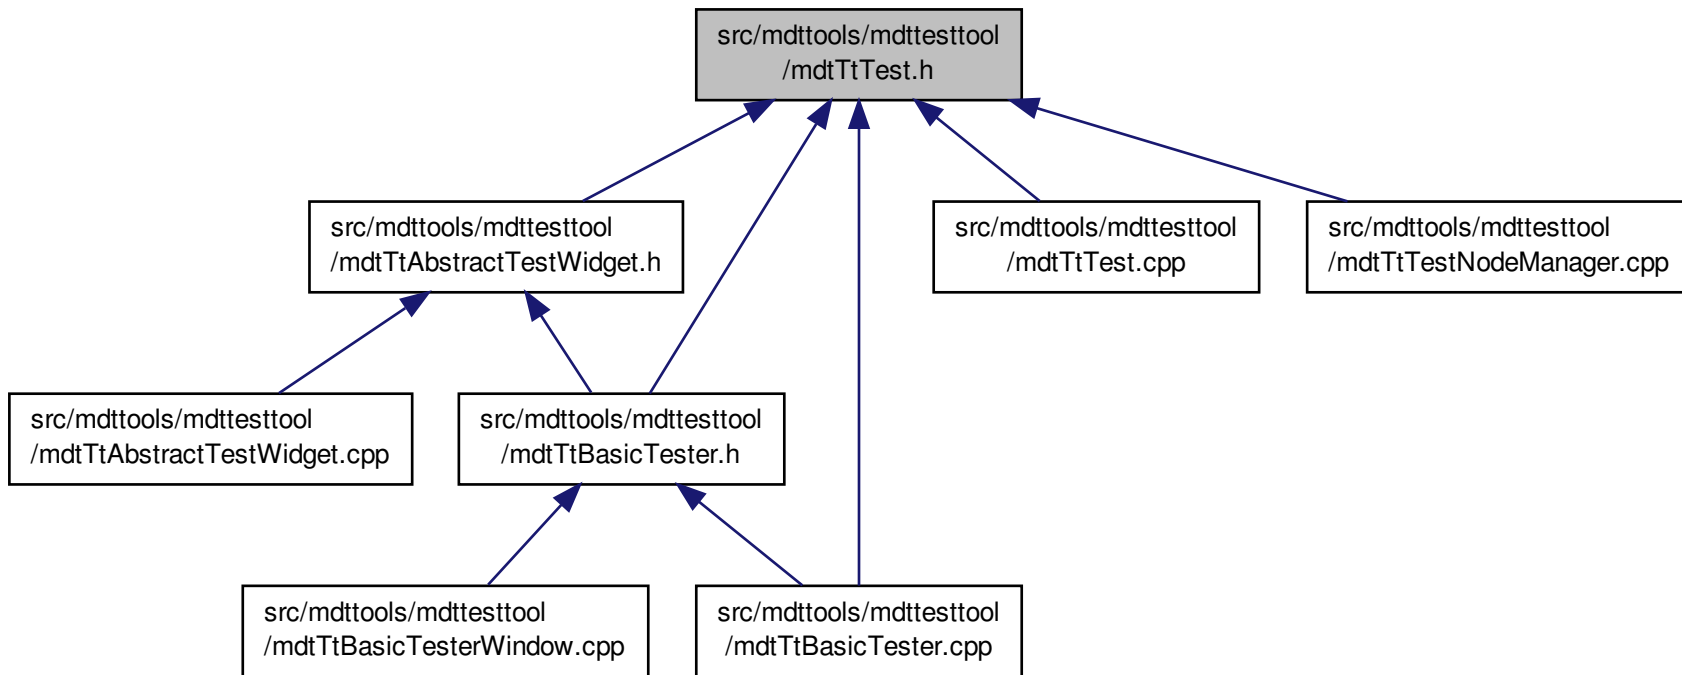 src/mdttools/mdttesttool
/mdtTtTest.h
src/mdttools/mdttesttool
/mdtTtAbstractTestWidget.h
src/mdttools/mdttesttool
/mdtTtTest.cpp
src/mdttools/mdttesttool
/mdtTtTestNodeManager.cpp
src/mdttools/mdttesttool
/mdtTtAbstractTestWidget.cpp
src/mdttools/mdttesttool
/mdtTtBasicTester.h
src/mdttools/mdttesttool
/mdtTtBasicTesterWindow.cpp
src/mdttools/mdttesttool
/mdtTtBasicTester.cpp